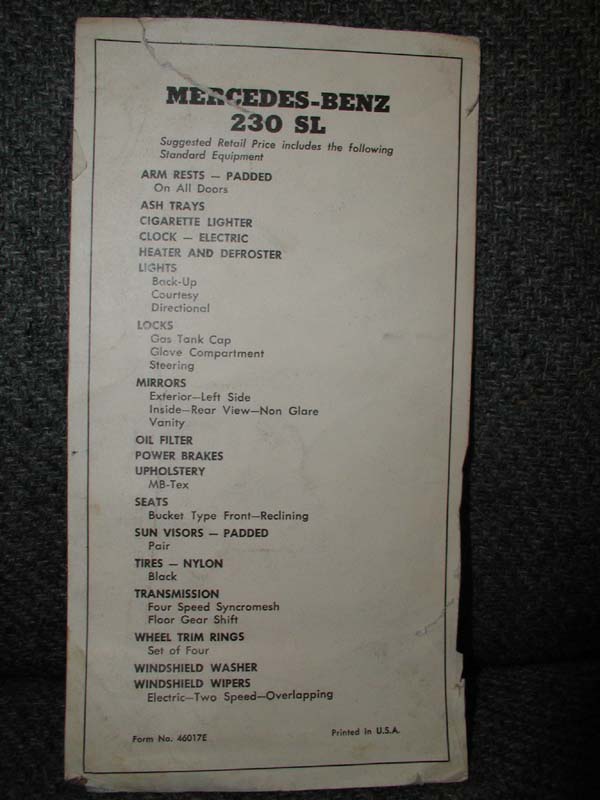 MERCEDES-BENZ
230 SL
Suggested Retail Price includes the following
Standard Equipment
ARM RESTS — PADDED
On All Doors
ASH TRAYS
CIGARETTE LIGHTER
CLOCK — ELECTRIC
HEATER AND DEFROSTER
LIGHTS
Back-Up
Courtesy
Directional
LOCKS
Gas Tank Cap
Glove Compartment
Steering
MIRRORS
Exterior—Left Side
Inside—Rear View—Non Glare
Vanity
OIL FILTER
POWER BRAKES
UPHOLSTERY
MB-Tex
SEATS
Bucket Type Front—Reclining
SUN VISORS — PADDED
Pair
TIRES — NYLON
Black
TRANSMISSION
Four Speed Syncromesh
Floor Gear Shift
WHEEL TRIM RINGS
Set of Four
WINDSHIELD WASHER
WINDSHIELD WIPERS
Electric—Two Speed—Overlapping
Form No. 46017E
Printed in U.S.A.